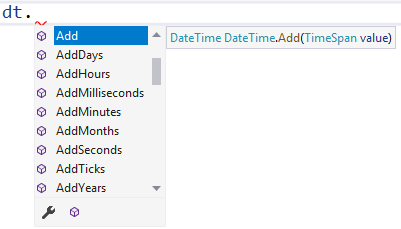 dt.
Add
DateTime DateTime.Add(TimeSpan value)
AddDays
AddHours
AddMilliseconds
AddMinutes
AddMonths
AddSeconds
AddTicks
AddYears